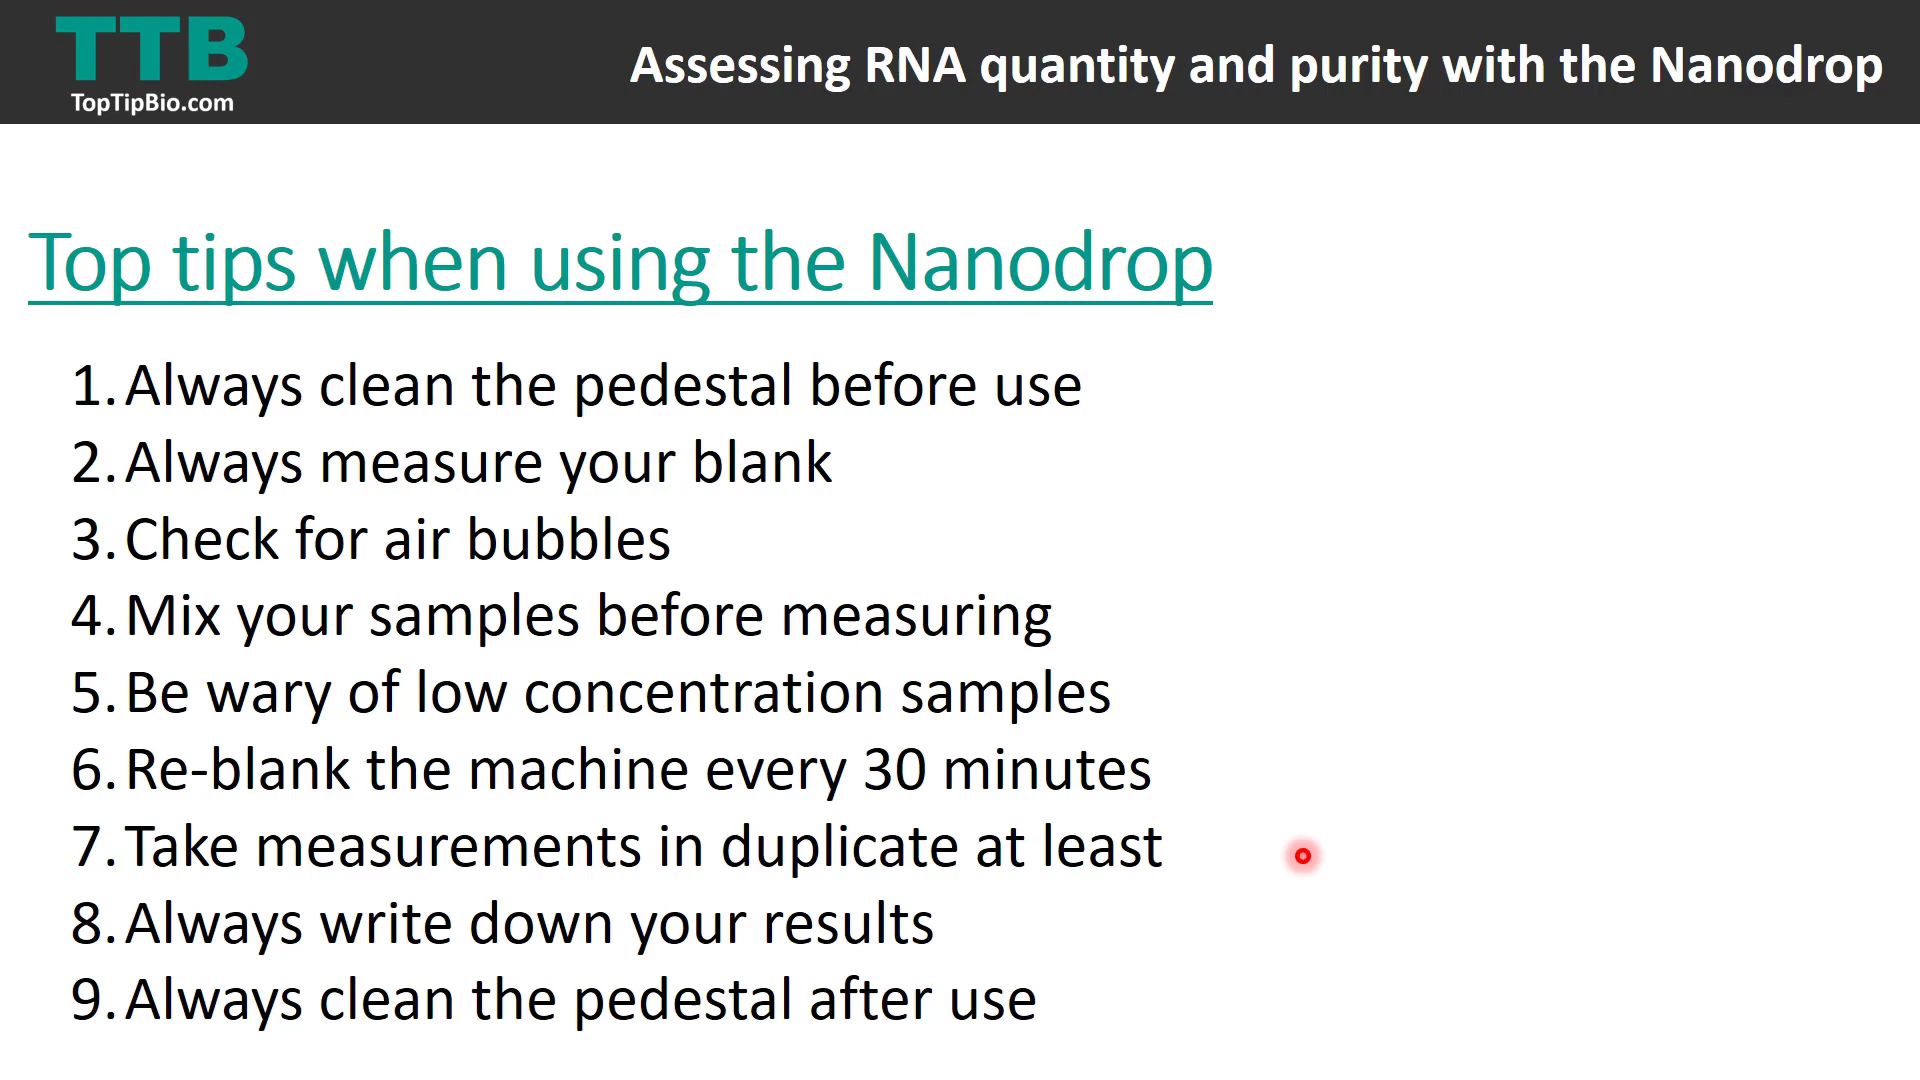 TTB
TopTipBio.com
Assessing RNA quantity and purity with the Nanodrop
Top tips when using the Nanodrop
1. Always clean the pedestal before use
2. Always measure your blank
3. Check for air bubbles
4. Mix your samples before measuring
5. Be wary of low concentration samples
6. Re-blank the machine every 30 minutes
7. Take measurements in duplicate at least
8. Always write down your results
9. Always clean the pedestal after use